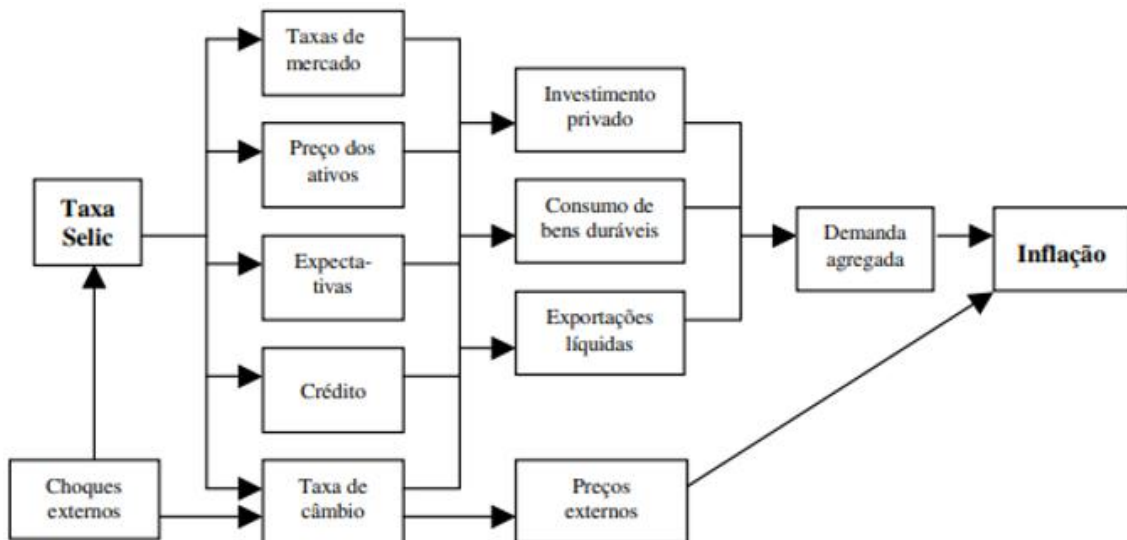 Taxa
Selic
Choques
externos
Taxas de
mercado
Preço dos
ativos
Expecta-
tivas
Crédito
Taxa de
câmbio
Investimento
privado
Consumo de
bens duráveis
Exportações
líquidas
Preços
externos
Demanda
agregada
Inflação